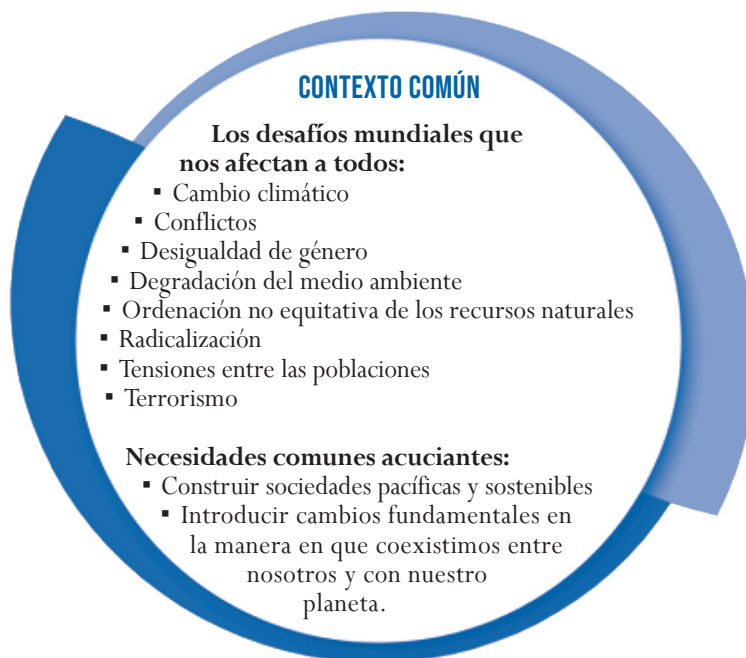 CONTEXTO COMÚN
Los desafíos mundiales que
nos afectan a todos:
▪ Cambio climático
▪ Conflictos
▪ Desigualdad de género
▪ Degradación del medio ambiente
▪ Ordenación no equitativa de los recursos naturales
▪ Radicalización
▪ Tensiones entre las poblaciones
▪ Terrorismo
Necesidades comunes acuciantes:
▪ Construir sociedades pacíficas y sostenibles
▪ Introducir cambios fundamentales en
la manera en que coexistimos entre
nosotros y con nuestro
planeta.